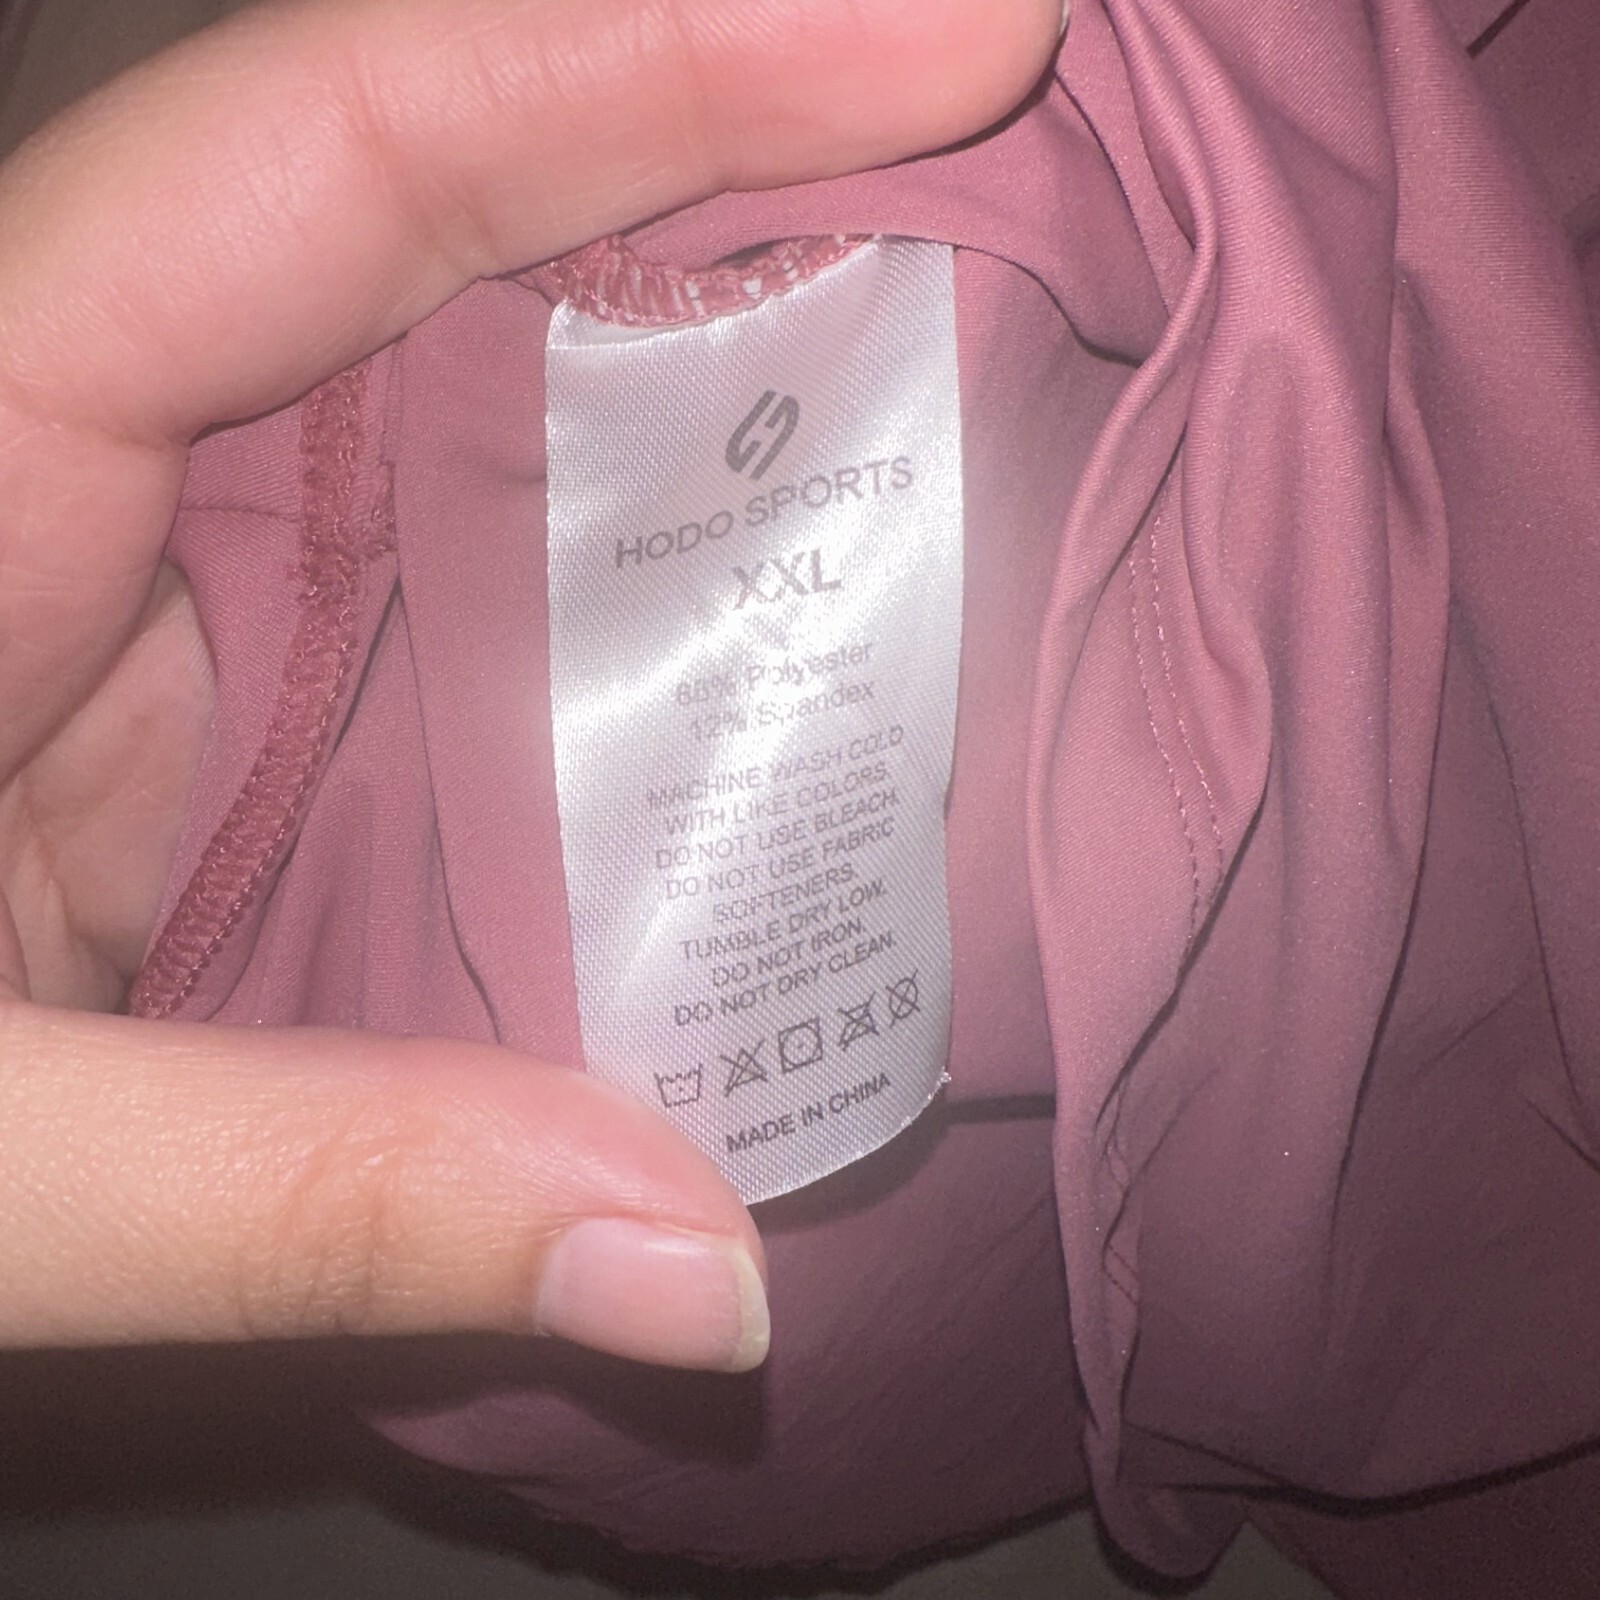 HODO SPORTS
XXL
Polyester
12% Spandex
MACHINE WASH COLD
WITH LIKE COLORS.
DO NOT USE BLEACH.
DO NOT USE FABRIC
SOFTENERS.
TUMBLE DRY LOW.
DO NOT IRON.
DO NOT DRY CLEAN.
MADE IN CHINA